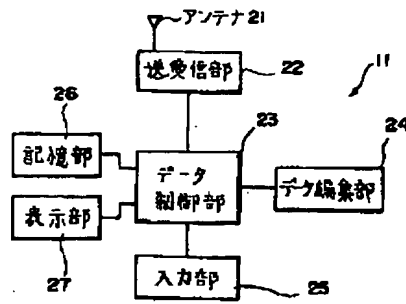 アンテナ21
送受信部
22
11
26
記憶部
23
データ
制御部
24
データ編集部
表示部
27
入力部
25